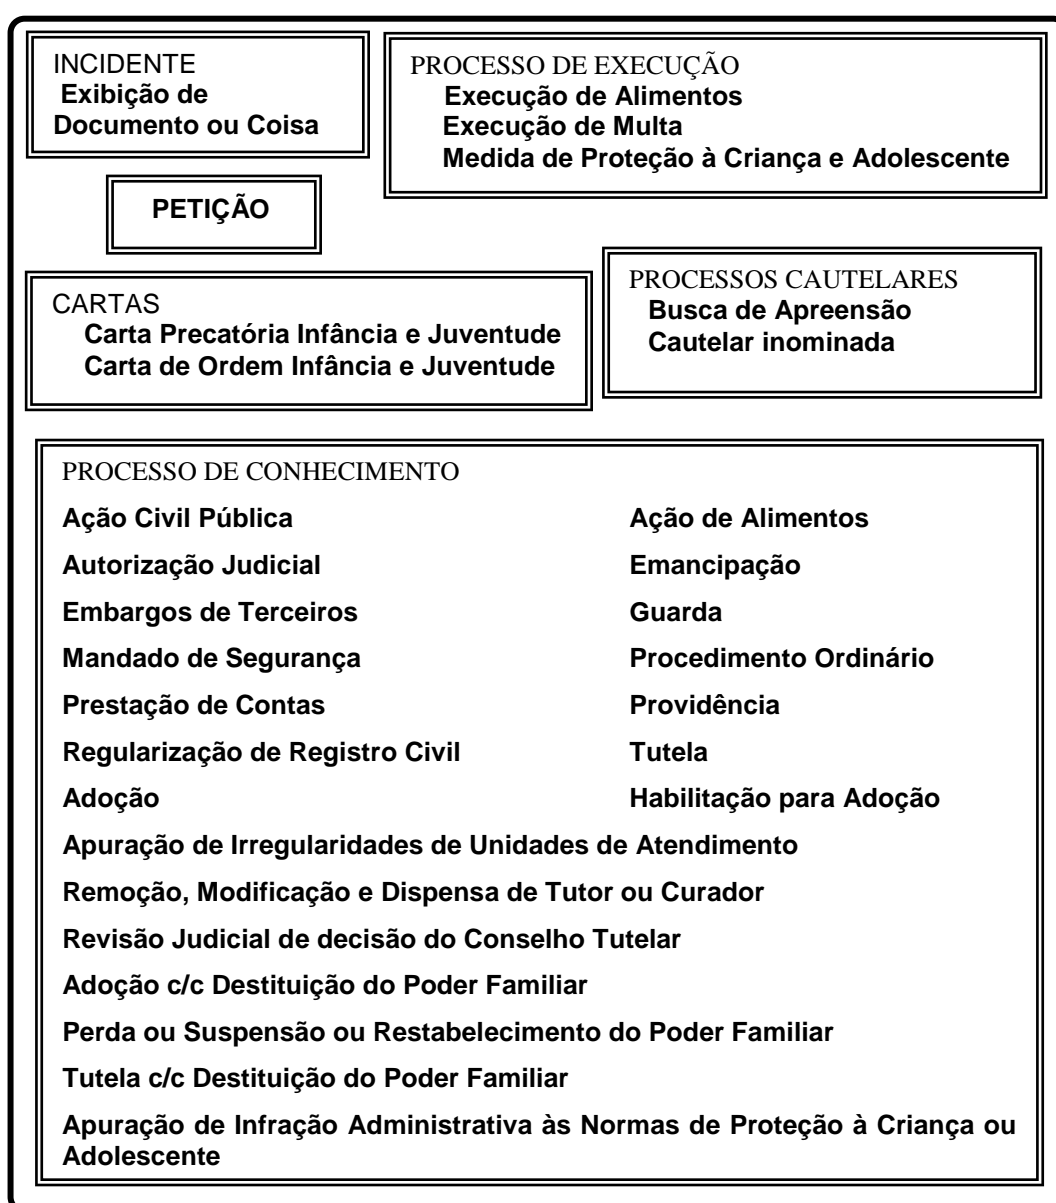 INCIDENTE
Exibição de
Documento ou Coisa
PROCESSO DE EXECUÇÃO
Execução de Alimentos
Execução de Multa
Medida de Proteção à Criança e Adolescente
PETIÇÃO
CARTAS
Carta Precatória Infância e Juventude
Carta de Ordem Infância e Juventude
PROCESSOS CAUTELARES
Busca de Apreensão
Cautelar inominada
PROCESSO DE CONHECIMENTO
Ação Civil Pública Ação de Alimentos
Autorização Judicial Emancipação
Embargos de Terceiros Guarda
Mandado de Segurança Procedimento Ordinário
Prestação de Contas Providência
Regularização de Registro Civil Tutela
Adoção Habilitação para Adoção
Apuração de Irregularidades de Unidades de Atendimento
Remoção, Modificação e Dispensa de Tutor ou Curador
Revisão Judicial de decisão do Conselho Tutelar
Adoção c/c Destituição do Poder Familiar
Perda ou Suspensão ou Restabelecimento do Poder Familiar
Tutela c/c Destituição do Poder Familiar
Apuração de Infração Administrativa às Normas de Proteção à Criança ou
Adolescente